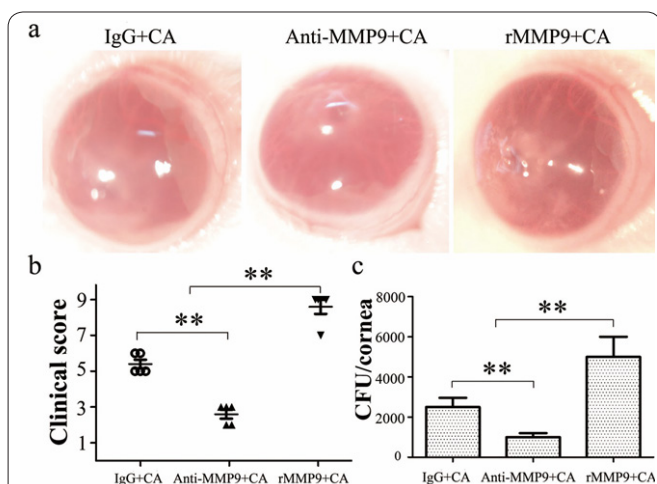 a
IgG+CA Anti-MMP9+CA rMMP9+CA
b
Clinical score
9
7
5
3
1
**
**
IgG+CA Anti-MMP9+CA rMMP9+CA
c
CFU/cornea
8000
6000
4000
2000
0
**
**
IgG+CA Anti-MMP9+CA rMMP9+CA